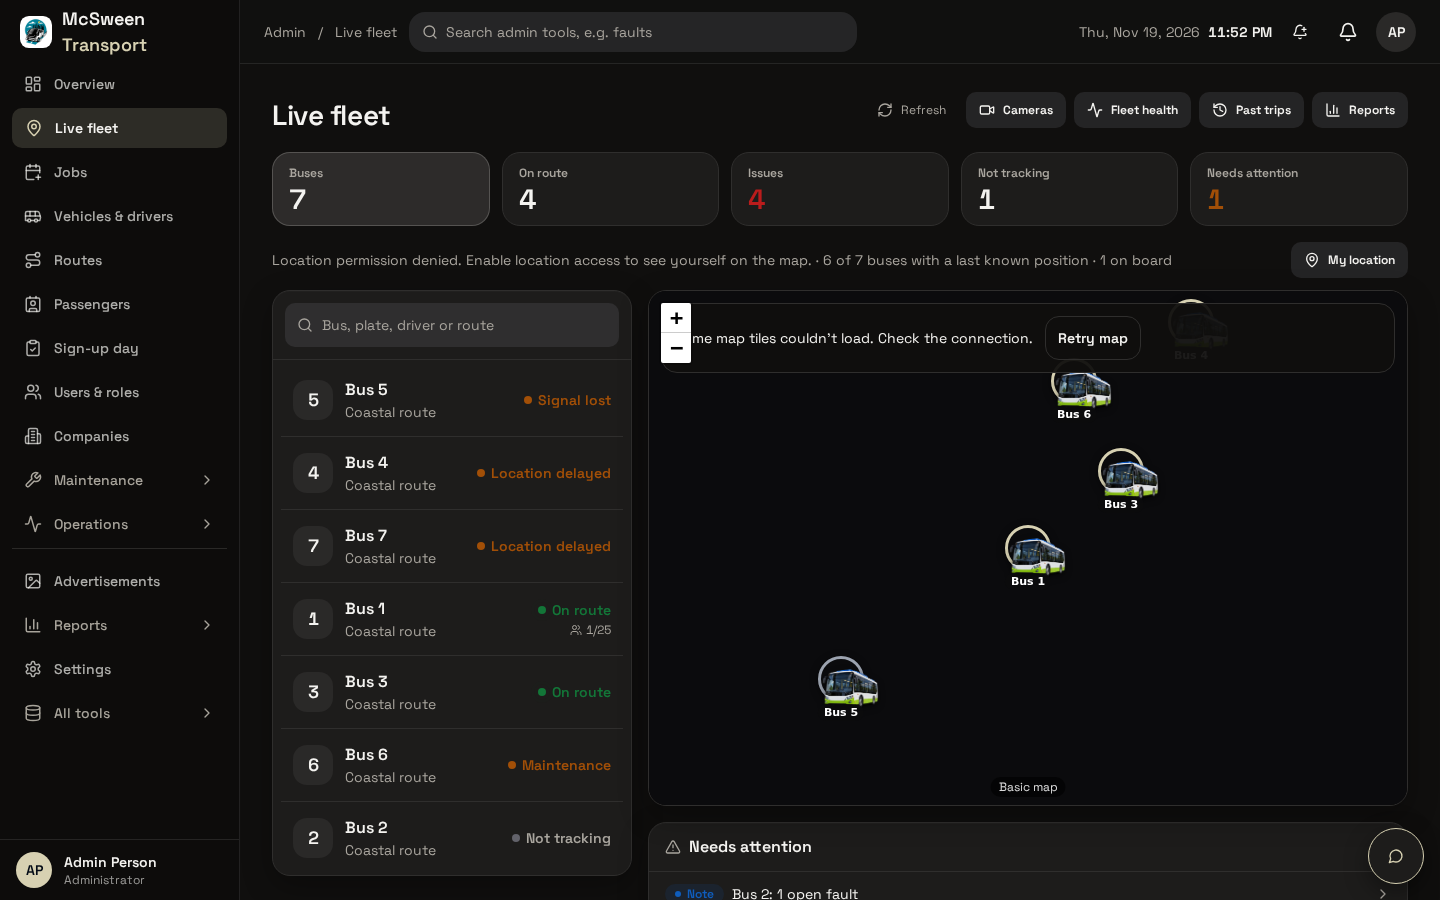 McSween
Transport
Overview
Live fleet
Jobs
Vehicles & drivers
Routes
Passengers
Sign-up day
Users & roles
Companies
Maintenance
Operations
Advertisements
Reports
Settings
All tools
AP
Admin Person
Administrator
Admin / Live fleet
Search admin tools, e.g. faults
Thu, Nov 19, 2026 11:52 PM
AP
Live fleet
Refresh
Cameras
Fleet health
Past trips
Reports
Buses
7
On route
4
Issues
4
Not tracking
1
Needs attention
1
Location permission denied. Enable location access to see yourself on the map. · 6 of 7 buses with a last known position · 1 on board
My location
Bus, plate, driver or route
5
Bus 5
Coastal route
Signal lost
4
Bus 4
Coastal route
Location delayed
7
Bus 7
Coastal route
Location delayed
1
Bus 1
Coastal route
On route
1/25
3
Bus 3
Coastal route
On route
6
Bus 6
Coastal route
Maintenance
2
Bus 2
Coastal route
Not tracking
+
−
me map tiles couldn't load. Check the connection.
Retry map
Bus 4
Bus 6
Bus 3
Bus 1
Bus 5
Basic map
Needs attention
Note
Bus 2: 1 open fault